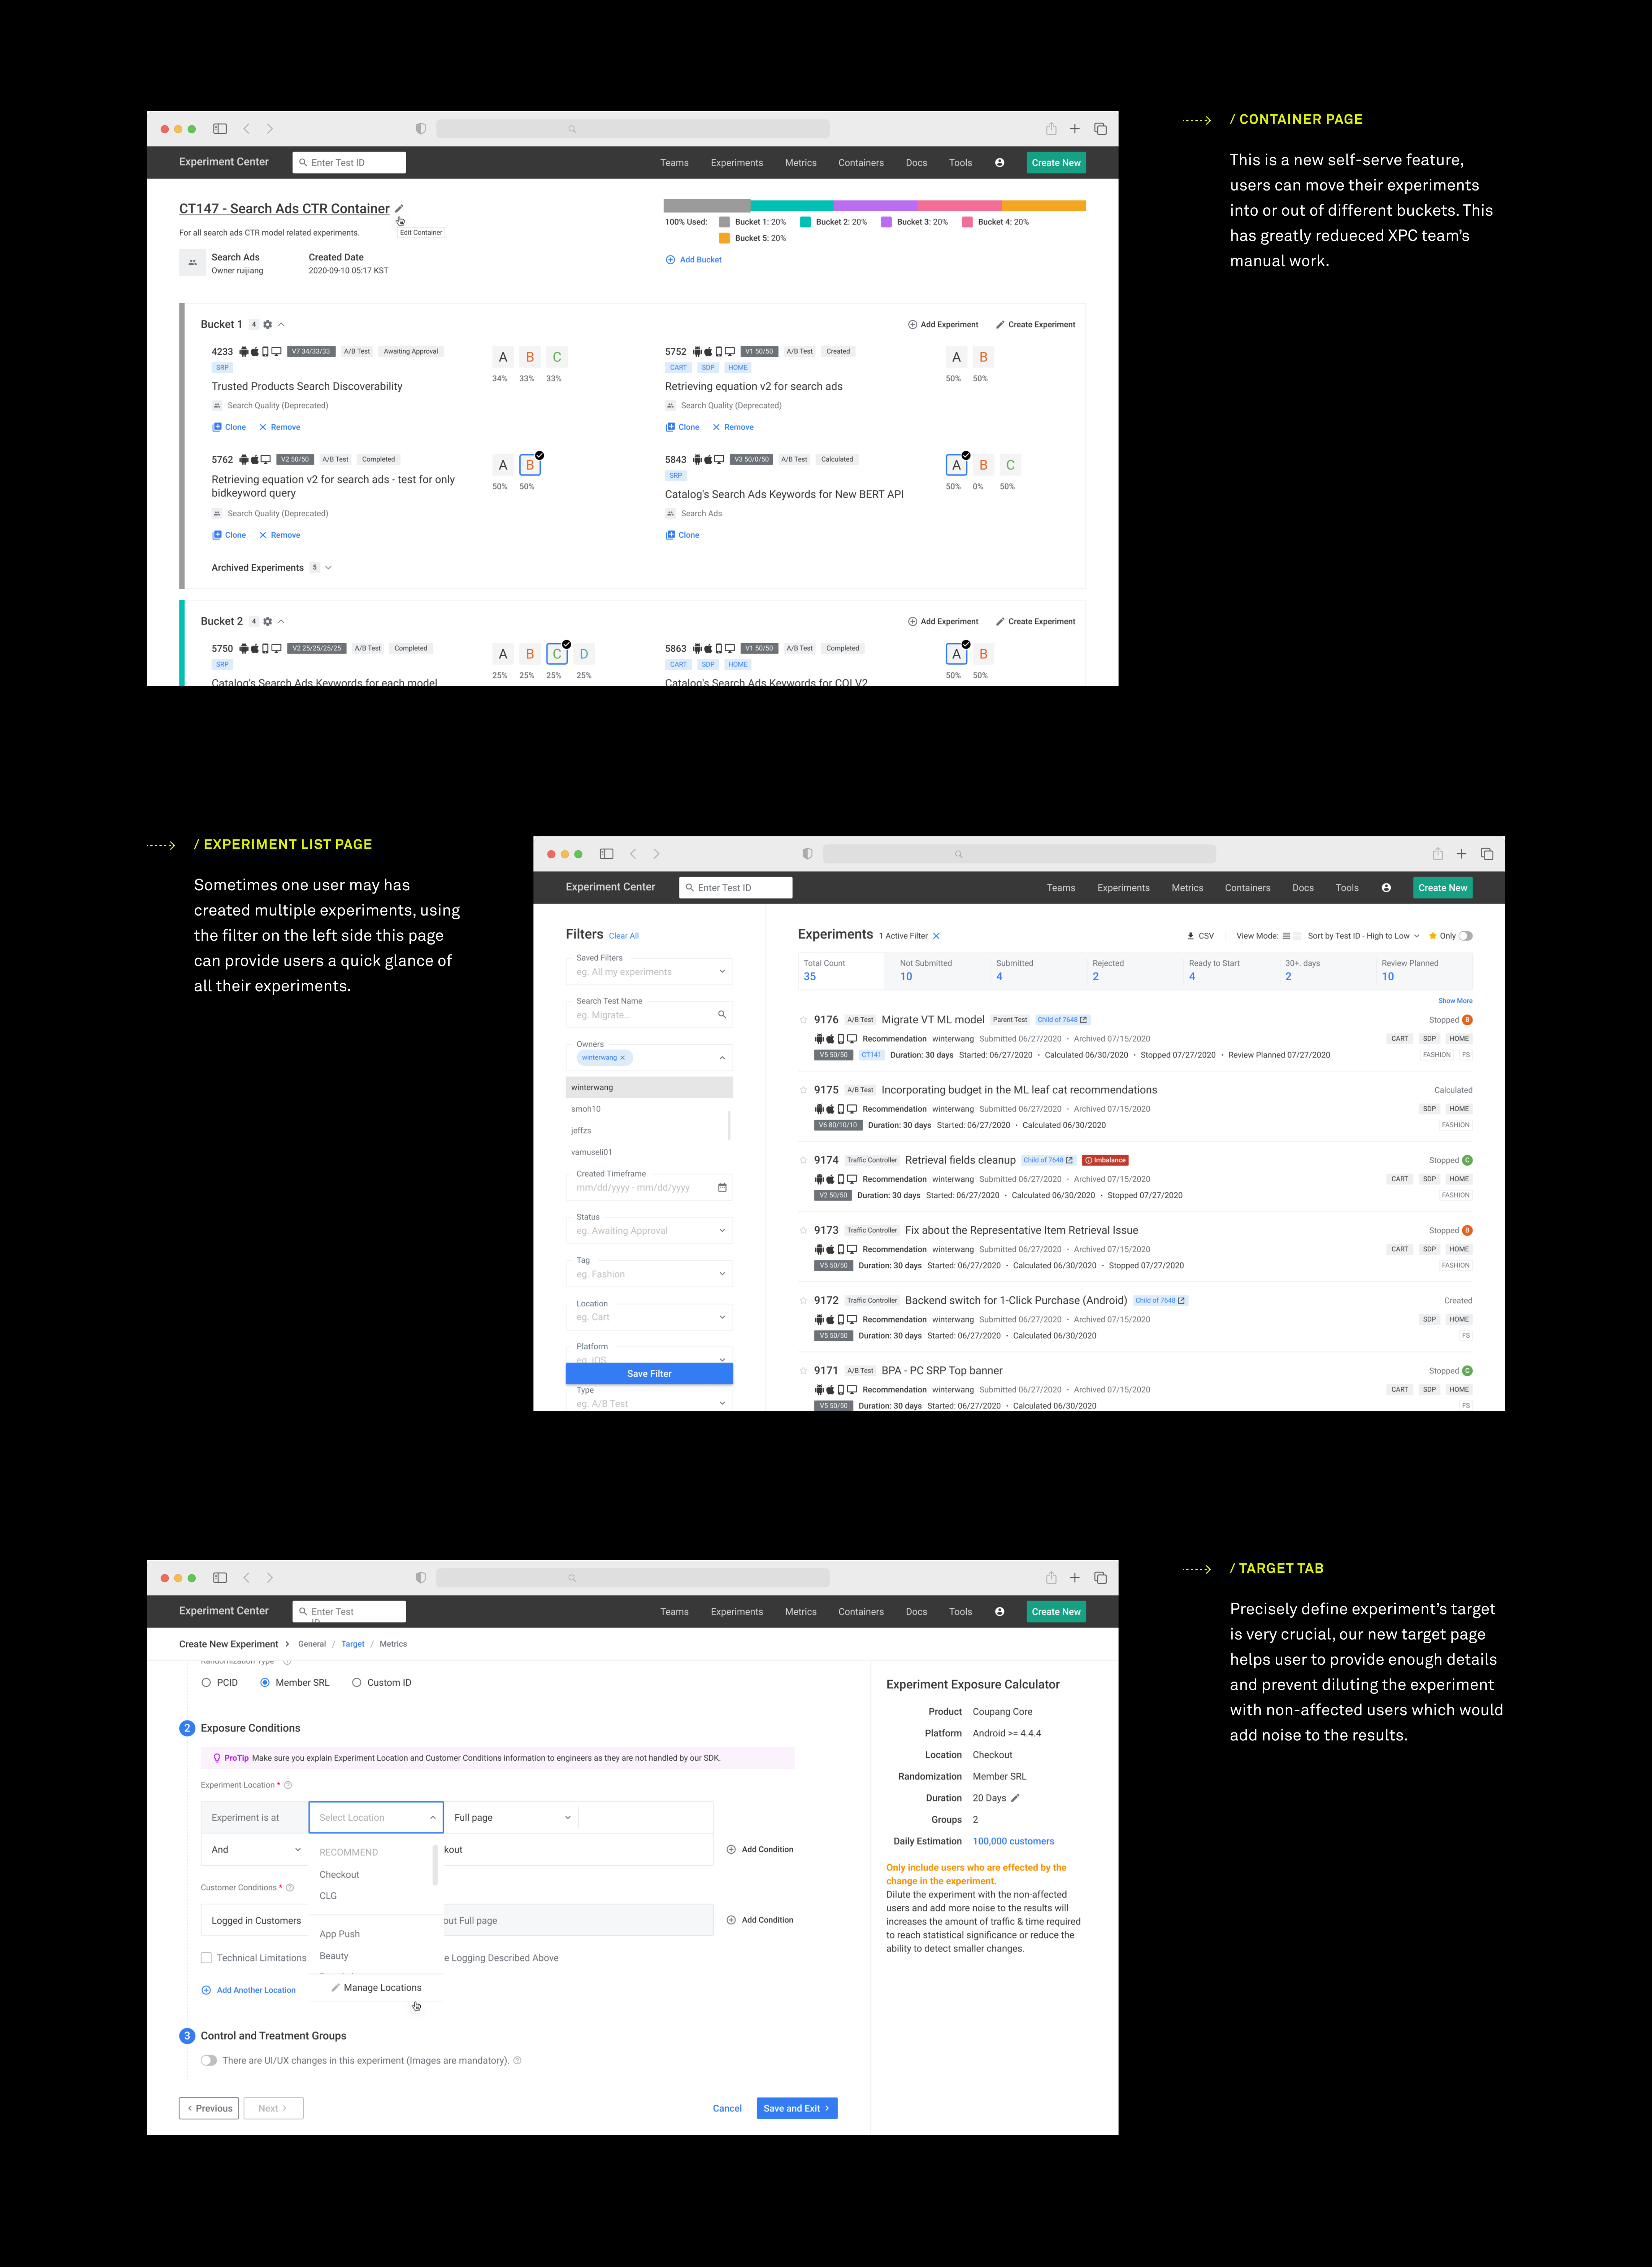 / CONTAINER PAGE
This is a new self-serve feature,
users can move their experiments
into or out of different buckets. This
has greatly redueced XPC team's
manual work.
Experiment Center
Enter Test ID
Teams Experiments Metrics Containers Docs Tools Create New
CT147 - Search Ads CTR Container
Edit Container
For all search ads CTR model related experiments.
Search Ads
Owner ruijiang
Created Date
2020-09-10 05:17 KST
100% Used: Bucket 1: 20% Bucket 2: 20% Bucket 3: 20% Bucket 4: 20%
Bucket 5: 20%
Add Bucket
Bucket 1 4
Add Experiment Create Experiment
4233 V7 34/33/33 A/B Test Awaiting Approval
SRP
Trusted Products Search Discoverability
Search Quality (Deprecated)
Clone Remove
A B C
34% 33% 33%
5752 V1 50/50 A/B Test Created
CART SDP HOME
Retrieving equation v2 for search ads
Search Quality (Deprecated)
Clone Remove
A B
50% 50%
5762 V2 50/50 A/B Test Completed
Retrieving equation v2 for search ads - test for only
bidkeyword query
Search Quality (Deprecated)
Clone Remove
A B
50% 50%
5843 V3 50/0/50 A/B Test Calculated
SRP
Catalog's Search Ads Keywords for New BERT API
Search Ads
Clone
A B C
50% 0% 50%
Archived Experiments 5
Bucket 2 4
Add Experiment Create Experiment
5750 V2 25/25/25/25 A/B Test Completed
SRP
Catalog's Search Ads Keywords for each model
A B C D
25% 25% 25% 25%
5863 V1 50/50 A/B Test Completed
CART SDP HOME
Catalog's Search Ads Keywords for CQI V2
A B
50% 50%
/ EXPERIMENT LIST PAGE
Sometimes one user may has
created multiple experiments, using
the filter on the left side this page
can provide users a quick glance of
all their experiments.
Experiment Center
Enter Test ID
Teams Experiments Metrics Containers Docs Tools Create New
Filters Clear All
Saved Filters
eg. All my experiments
Search Test Name
eg. Migrate...
Owners
winterwang
winterwang
smoh10
jeffzs
vamuseli01
Created Timeframe
mm/dd/yyyy - mm/dd/yyyy
Status
eg. Awaiting Approval
Tag
eg. Fashion
Location
eg. Cart
Platform
eg. iOS
Save Filter
Type
eg. A/B Test
Experiments 1 Active Filter
CSV View Mode: Sort by Test ID - High to Low Only
Total Count Not Submitted Submitted Rejected Ready to Start 30+. days Review Planned
35 10 4 2 4 2 10
Show More
9176 A/B Test Migrate VT ML model Parent Test Child of 7648 Stopped B
Recommendation winterwang Submitted 06/27/2020 · Archived 07/15/2020 CART SDP HOME
V5 50/50 CT141 Duration: 30 days Started: 06/27/2020 · Calculated 06/30/2020 · Stopped 07/27/2020 · Review Planned 07/27/2020 FASHION FS
9175 A/B Test Incorporating budget in the ML leaf cat recommendations Calculated
Recommendation winterwang Submitted 06/27/2020 · Archived 07/15/2020 SDP HOME
V6 80/10/10 Duration: 30 days Started: 06/27/2020 · Calculated 06/30/2020 FASHION
9174 Traffic Controller Retrieval fields cleanup Child of 7648 Imbalance Stopped C
Recommendation winterwang Submitted 06/27/2020 · Archived 07/15/2020 CART SDP HOME
V2 50/50 Duration: 30 days Started: 06/27/2020 · Calculated 06/30/2020 · Stopped 07/27/2020 FASHION
9173 Traffic Controller Fix about the Representative Item Retrieval Issue Stopped B
Recommendation winterwang Submitted 06/27/2020 · Archived 07/15/2020 CART SDP HOME
V5 50/50 Duration: 30 days Started: 06/27/2020 · Calculated 06/30/2020 · Stopped 07/27/2020 FASHION
9172 Traffic Controller Backend switch for 1-Click Purchase (Android) Child of 7648 Created
Recommendation winterwang Submitted 06/27/2020 · Archived 07/15/2020 SDP HOME
V5 50/50 Duration: 30 days Started: 06/27/2020 · Calculated 06/30/2020 FS
9171 A/B Test BPA - PC SRP Top banner Stopped C
Recommendation winterwang Submitted 06/27/2020 · Archived 07/15/2020 CART SDP HOME
V5 50/50 Duration: 30 days Started: 06/27/2020 · Calculated 06/30/2020 FS
/ TARGET TAB
Precisely define experiment's target
is very crucial, our new target page
helps user to provide enough details
and prevent diluting the experiment
with non-affected users which would
add noise to the results.
Experiment Center
Enter Test
ID
Teams Experiments Metrics Containers Docs Tools Create New
Create New Experiment > General / Target / Metrics
Randomization Type
PCID Member SRL Custom ID
2 Exposure Conditions
ProTip Make sure you explain Experiment Location and Customer Conditions information to engineers as they are not handled by our SDK.
Experiment Location *
Experiment is at Select Location Full page
And kout Add Condition
RECOMMEND
Checkout
CLG
App Push
Beauty
Manage Locations
Customer Conditions *
Logged in Customers out Full page Add Condition
Technical Limitations e Logging Described Above
Add Another Location
3 Control and Treatment Groups
There are UI/UX changes in this experiment (Images are mandatory).
Previous Next Cancel Save and Exit
Experiment Exposure Calculator
Product Coupang Core
Platform Android >= 4.4.4
Location Checkout
Randomization Member SRL
Duration 20 Days
Groups 2
Daily Estimation 100,000 customers
Only include users who are effected by the
change in the experiment.
Dilute the experiment with the non-affected
users and add more noise to the results will
increases the amount of traffic & time required
to reach statistical significance or reduce the
ability to detect smaller changes.